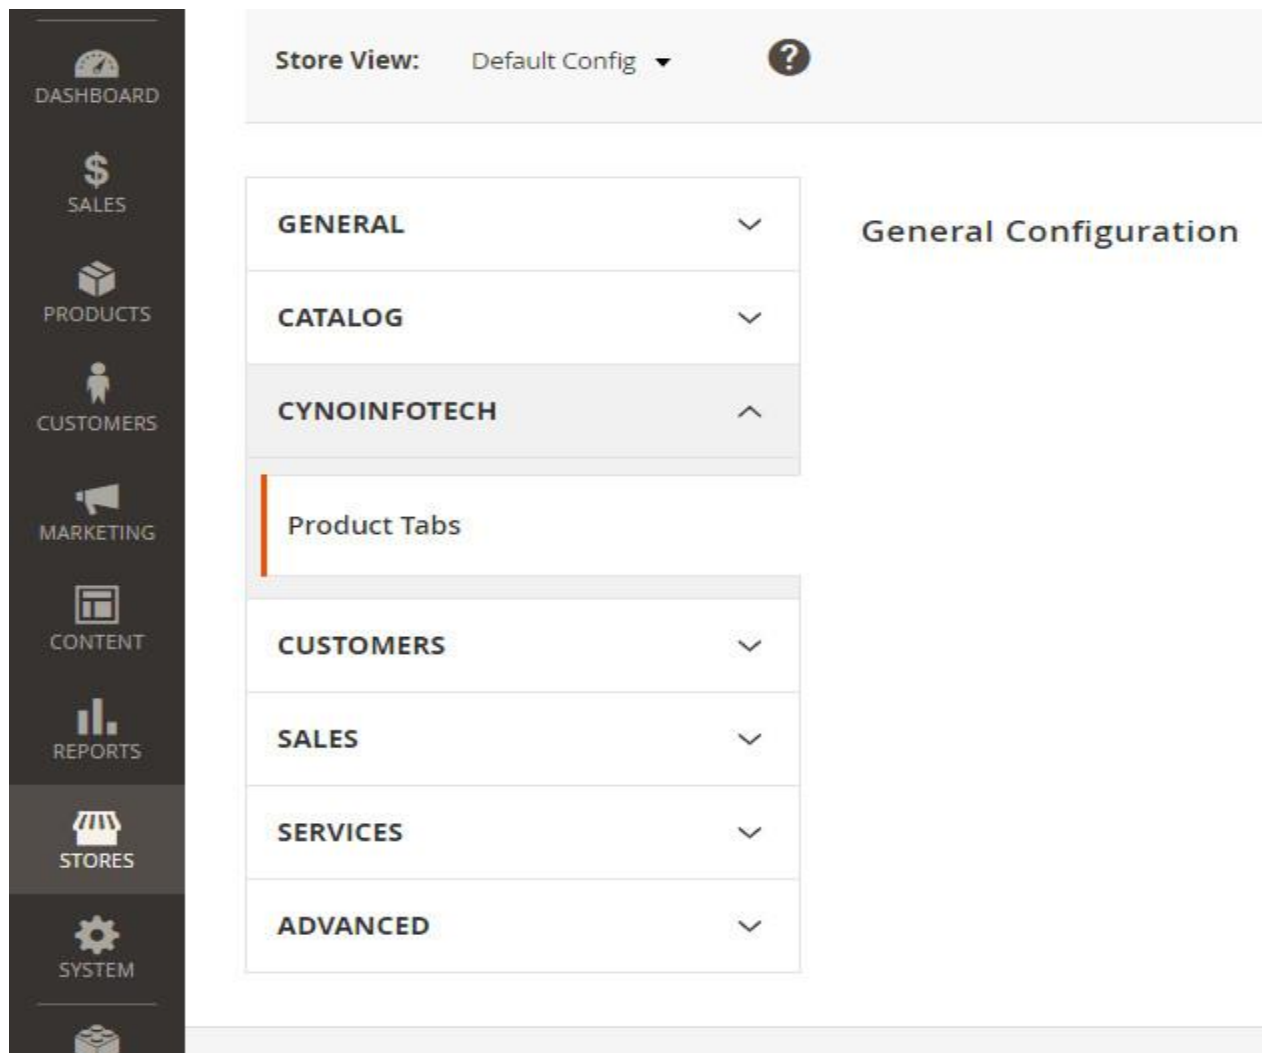 DASHBOARD
SALES
PRODUCTS
CUSTOMERS
MARKETING
CONTENT
REPORTS
STORES
SYSTEM
Store View: Default Config
?
GENERAL
CATALOG
CYNOINFOTECH
Product Tabs
CUSTOMERS
SALES
SERVICES
ADVANCED
General Configuration